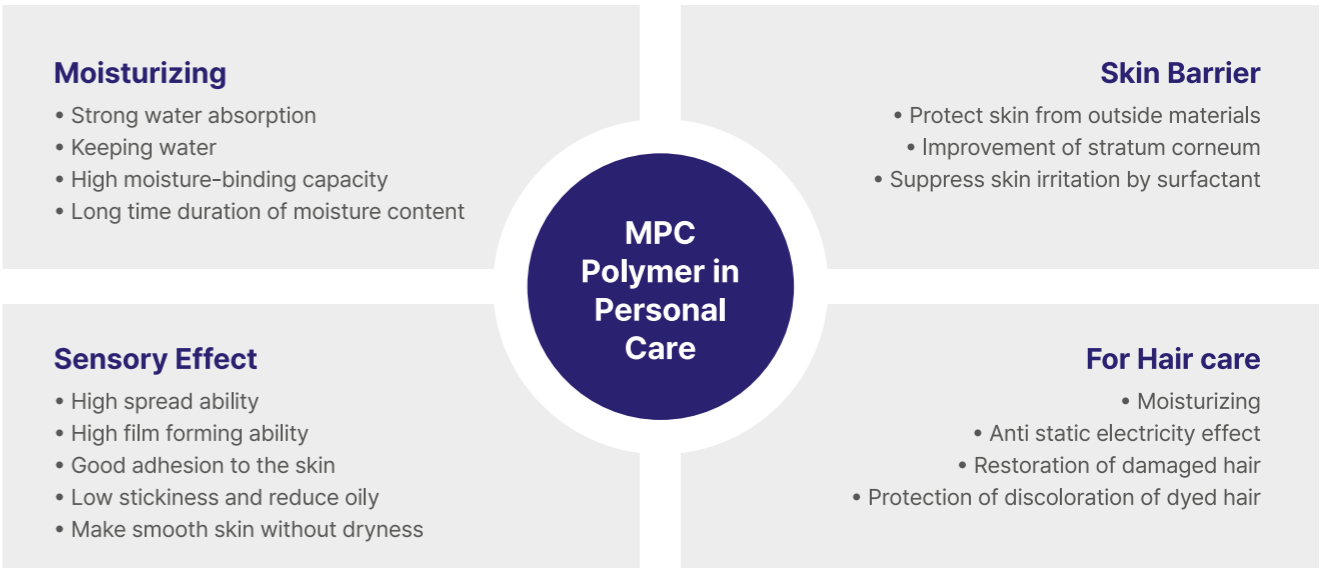 Moisturizing
• Strong water absorption
• Keeping water
• High moisture-binding capacity
• Long time duration of moisture content
Skin Barrier
• Protect skin from outside materials
• Improvement of stratum corneum
• Suppress skin irritation by surfactant
MPC
Polymer in
Personal
Care
Sensory Effect
• High spread ability
• High film forming ability
• Good adhesion to the skin
• Low stickiness and reduce oily
• Make smooth skin without dryness
For Hair care
• Moisturizing
• Anti static electricity effect
• Restoration of damaged hair
• Protection of discoloration of dyed hair